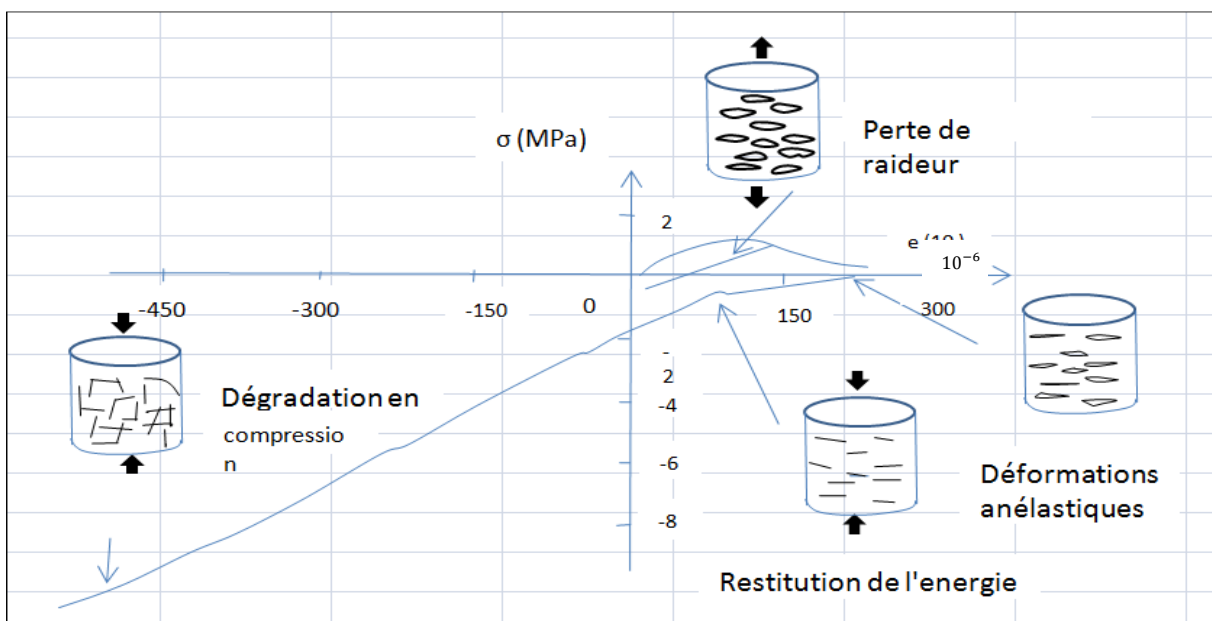 σ (MPa)
Perte de
raideur
2
10⁻⁶
-450
-300
-150
0
150
300
-
2
-4
-6
-8
Dégradation en
compressio
n
Déformations
anélastiques
Restitution de l'energie